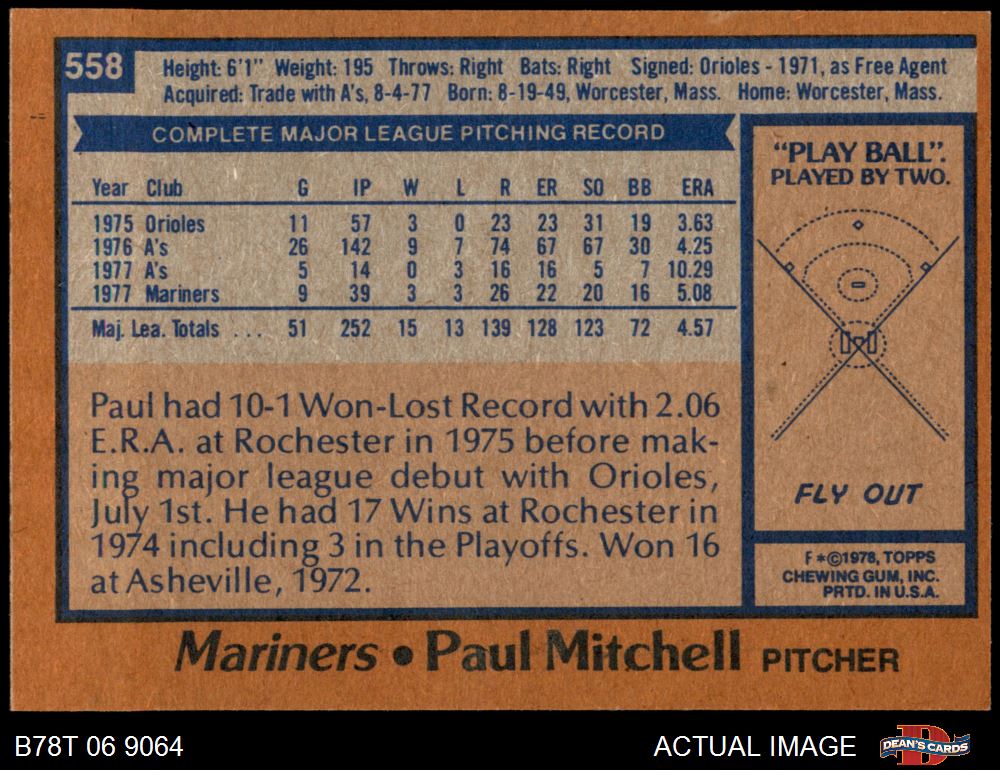 558
Height: 6'1" Weight: 195 Throws: Right Bats: Right Signed: Orioles - 1971, as Free Agent
Acquired: Trade with A's, 8-4-77 Born: 8-19-49, Worcester, Mass. Home: Worcester, Mass.
COMPLETE MAJOR LEAGUE PITCHING RECORD
Year Club G IP W L R ER SO BB ERA
1975 Orioles 11 57 3 0 23 23 31 19 3.63
1976 A's 26 142 9 7 74 67 67 30 4.25
1977 A's 5 14 0 3 16 16 5 7 10.29
1977 Mariners 9 39 3 3 26 22 20 16 5.08
Maj. Lea. Totals . . . 51 252 15 13 139 128 123 72 4.57
Paul had 10-1 Won-Lost Record with 2.06
E.R.A. at Rochester in 1975 before mak-
ing major league debut with Orioles,
July 1st. He had 17 Wins at Rochester in
1974 including 3 in the Playoffs. Won 16
at Asheville, 1972.
"PLAY BALL".
PLAYED BY TWO.
FLY OUT
F*©1978, TOPPS
CHEWING GUM, INC.
PRTD. IN U.S.A.
Mariners • Paul Mitchell PITCHER
B78T 06 9064
ACTUAL IMAGE
D
DEAN'S CARDS